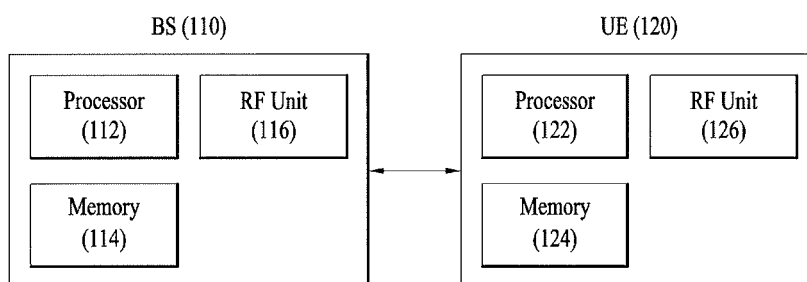 BS (110)
UE (120)
Processor
(112)
RF Unit
(116)
Processor
(122)
RF Unit
(126)
Memory
(114)
Memory
(124)